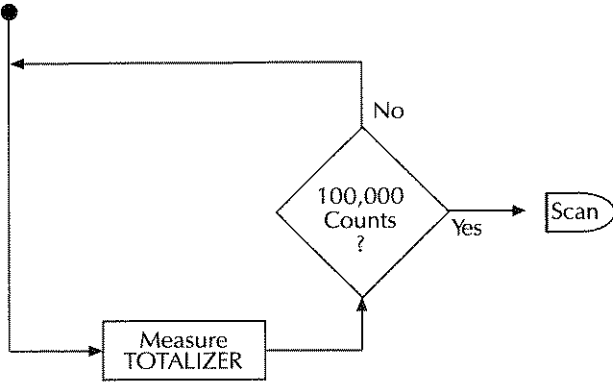 No
100,000
Counts
?
Yes
Scan
Measure
TOTALIZER